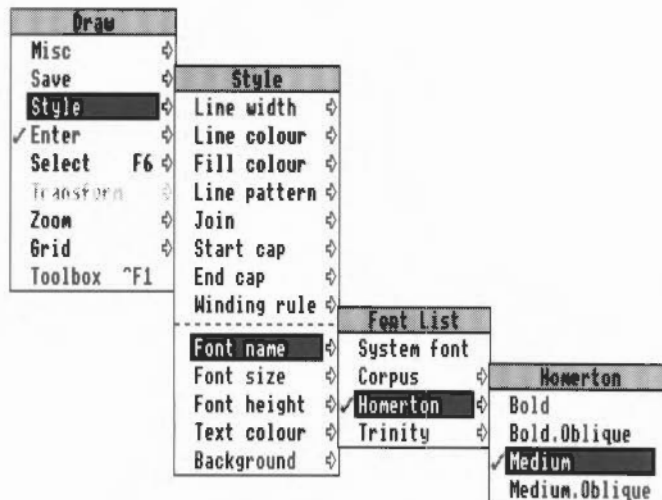 Draw
Misc
Save
Style
✓Enter
Select F6
Transform
Zoom
Grid
Toolbox ^F1
Style
Line width
Line colour
Fill colour
Line pattern
Join
Start cap
End cap
Winding rule
Font name
Font size
Font height
Text colour
Background
Font List
System font
Corpus
✓Homerton
Trinity
Homerton
Bold
Bold.Oblique
✓Medium
Medium.Oblique